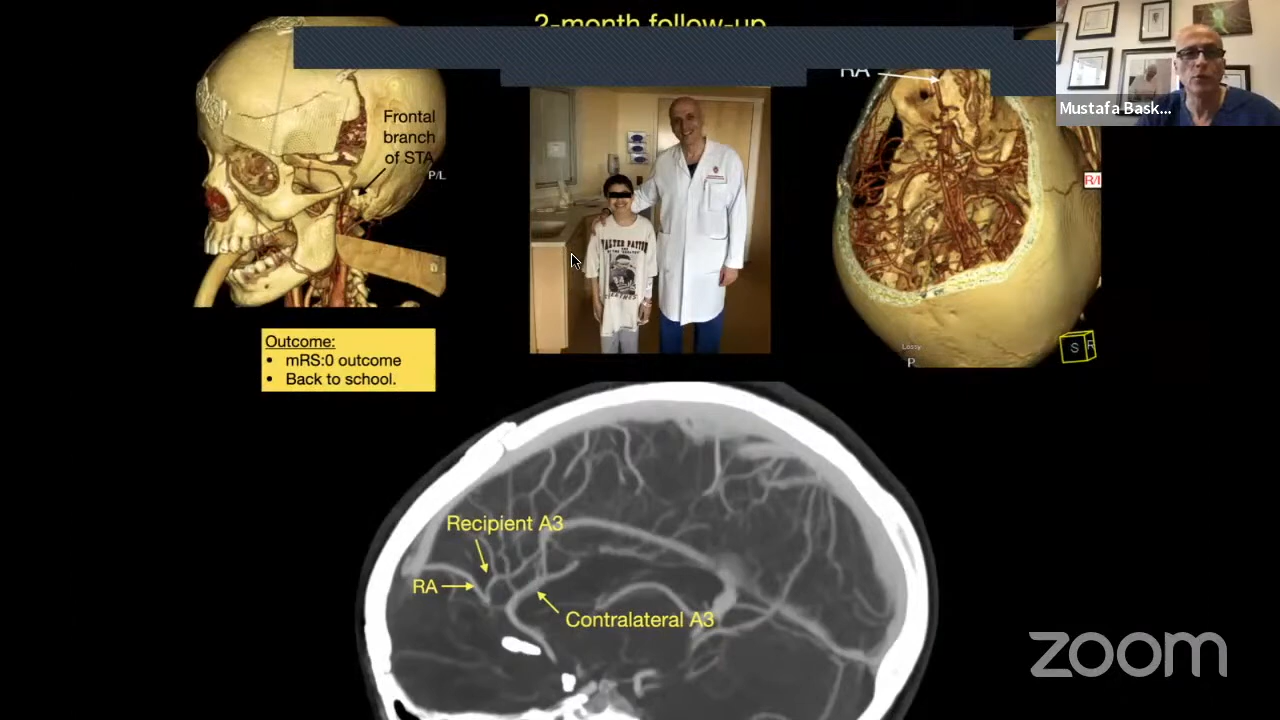 2-month follow-up
Frontal
branch
of STA
P/L
RA
Mustafa Bask...
R/I
Outcome:
• mRS:0 outcome
• Back to school.
Lossy
P
S
R
Recipient A3
RA
Contralateral A3
zoom